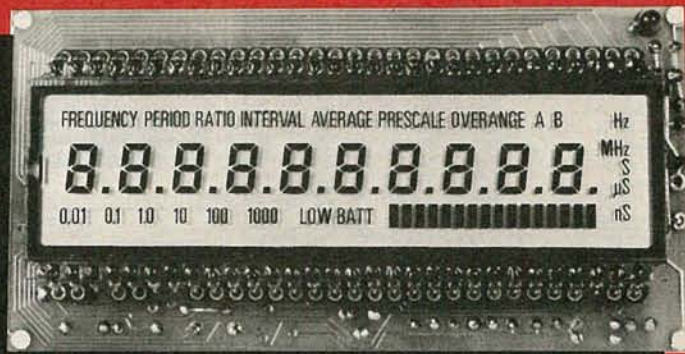 FREQUENCY PERIOD RATIO INTERVAL AVERAGE PRESCALE OVERANGE A B Hz
8.8.8.8.8.8.8.8.8.8. MHz
S
µS
0.01 0.1 1.0 10 100 1000 LOW BATT nS